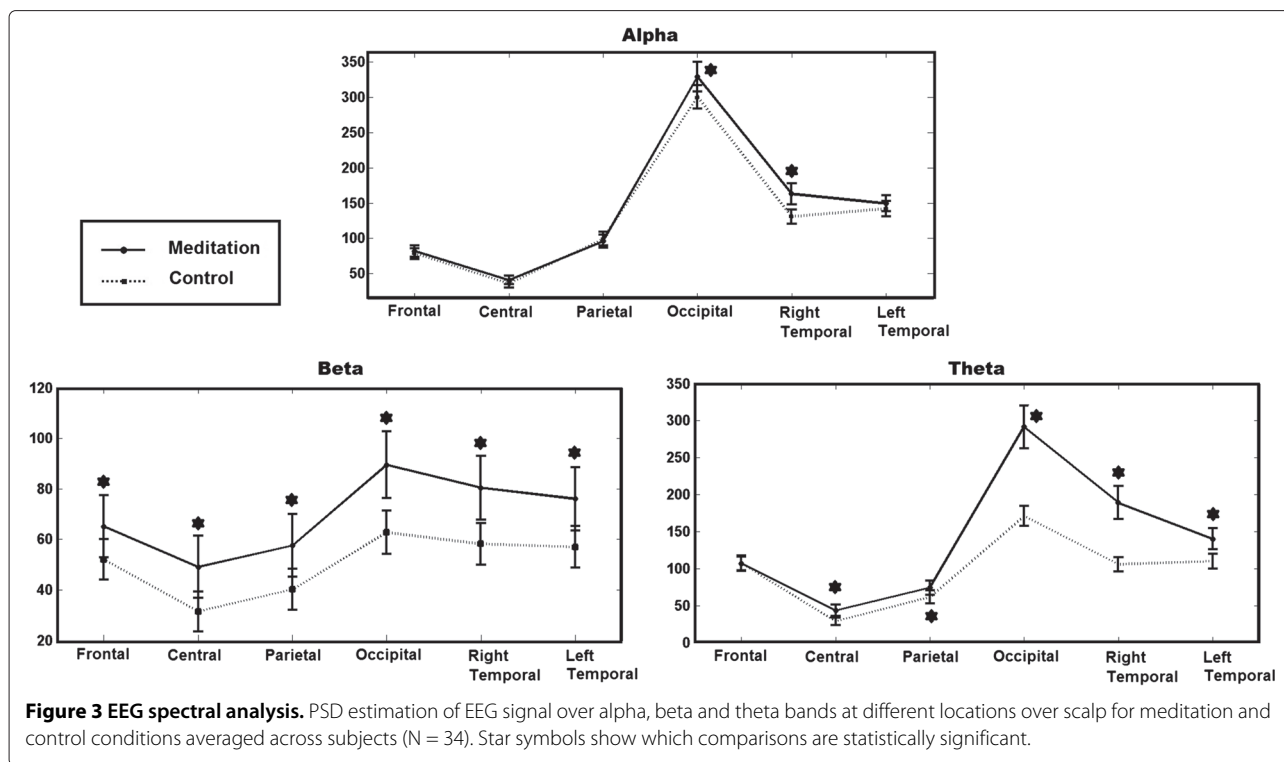 Alpha
350
300
250
200
150
100
50
Frontal
Central
Parietal
Occipital
Right
Temporal
Left
Temporal
Meditation
Control
Beta
120
100
80
60
40
20
Frontal
Central
Parietal
Occipital
Right
Temporal
Left
Temporal
Theta
350
300
250
200
150
100
50
0
Frontal
Central
Parietal
Occipital
Right
Temporal
Left
Temporal
Figure 3 EEG spectral analysis. PSD estimation of EEG signal over alpha, beta and theta bands at different locations over scalp for meditation and
control conditions averaged across subjects (N = 34). Star symbols show which comparisons are statistically significant.